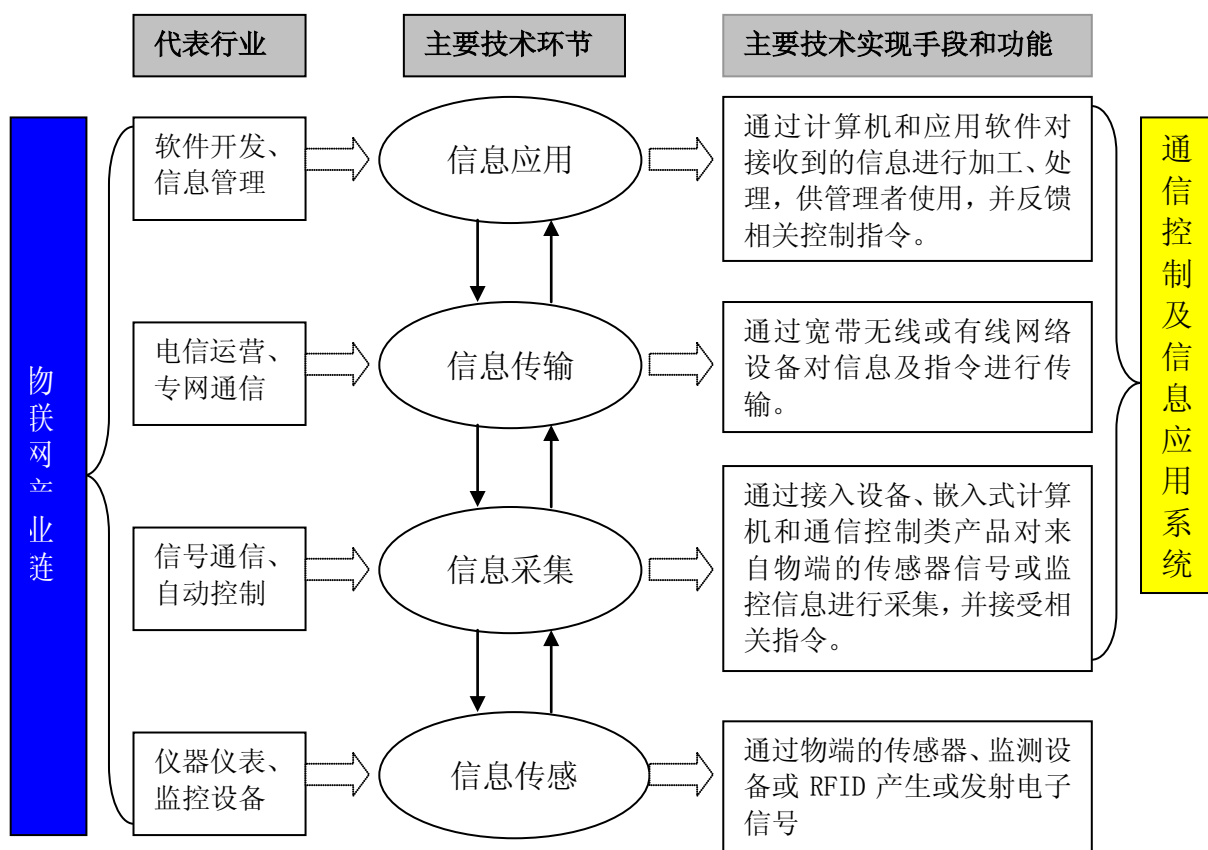 代表行业
主要技术环节
主要技术实现手段和功能
物联网产业链
软件开发、
信息管理
信息应用
通过计算机和应用软件对
接收到的信息进行加工、处
理，供管理者使用，并反馈
相关控制指令。
通信控制及信息应用系统
电信运营、
专网通信
信息传输
通过宽带无线或有线网络
设备对信息及指令进行传
输。
信号通信、
自动控制
信息采集
通过接入设备、嵌入式计算
机和通信控制类产品对来
自物端的传感器信号或监
控信息进行采集，并接受相
关指令。
仪器仪表、
监控设备
信息传感
通过物端的传感器、监测设
备或 RFID 产生或发射电子
信号